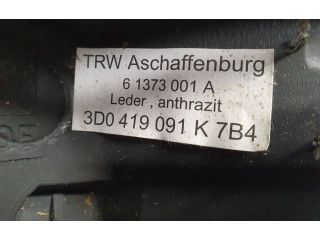 TRW Aschaffenburg
6 1373 001 A
Leder , anthrazit
3D0 419 091 K 7B4